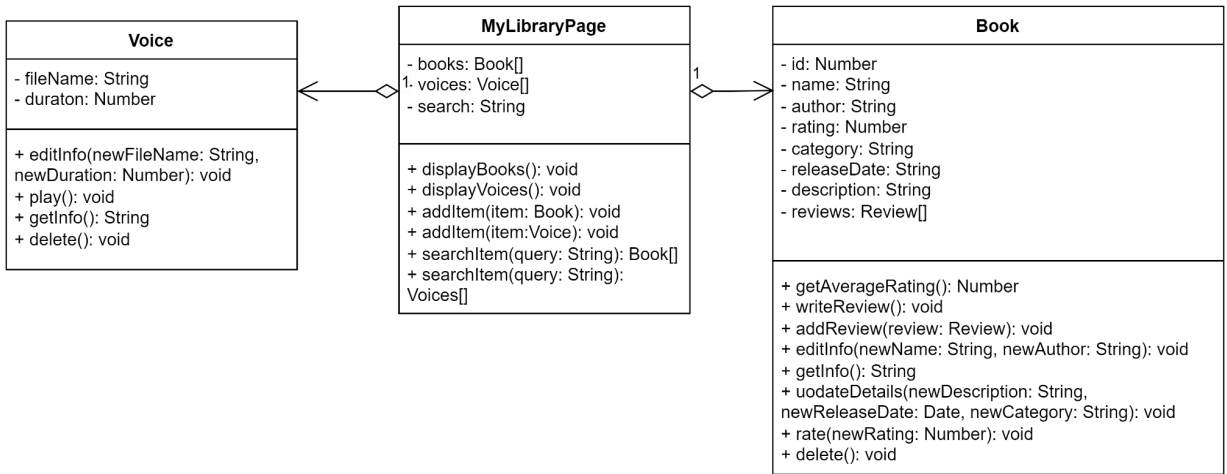 Voice
- fileName: String
- duraton: Number
+ editInfo(newFileName: String,
newDuration: Number): void
+ play(): void
+ getInfo(): String
+ delete(): void
1
MyLibraryPage
- books: Book[]
- voices: Voice[]
- search: String
+ displayBooks(): void
+ displayVoices(): void
+ addItem(item: Book): void
+ addItem(item:Voice): void
+ searchItem(query: String): Book[]
+ searchItem(query: String):
Voices[]
1
Book
- id: Number
- name: String
- author: String
- rating: Number
- category: String
- releaseDate: String
- description: String
- reviews: Review[]
+ getAverageRating(): Number
+ writeReview(): void
+ addReview(review: Review): void
+ editInfo(newName: String, newAuthor: String): void
+ getInfo(): String
+ uodateDetails(newDescription: String,
newReleaseDate: Date, newCategory: String): void
+ rate(newRating: Number): void
+ delete(): void